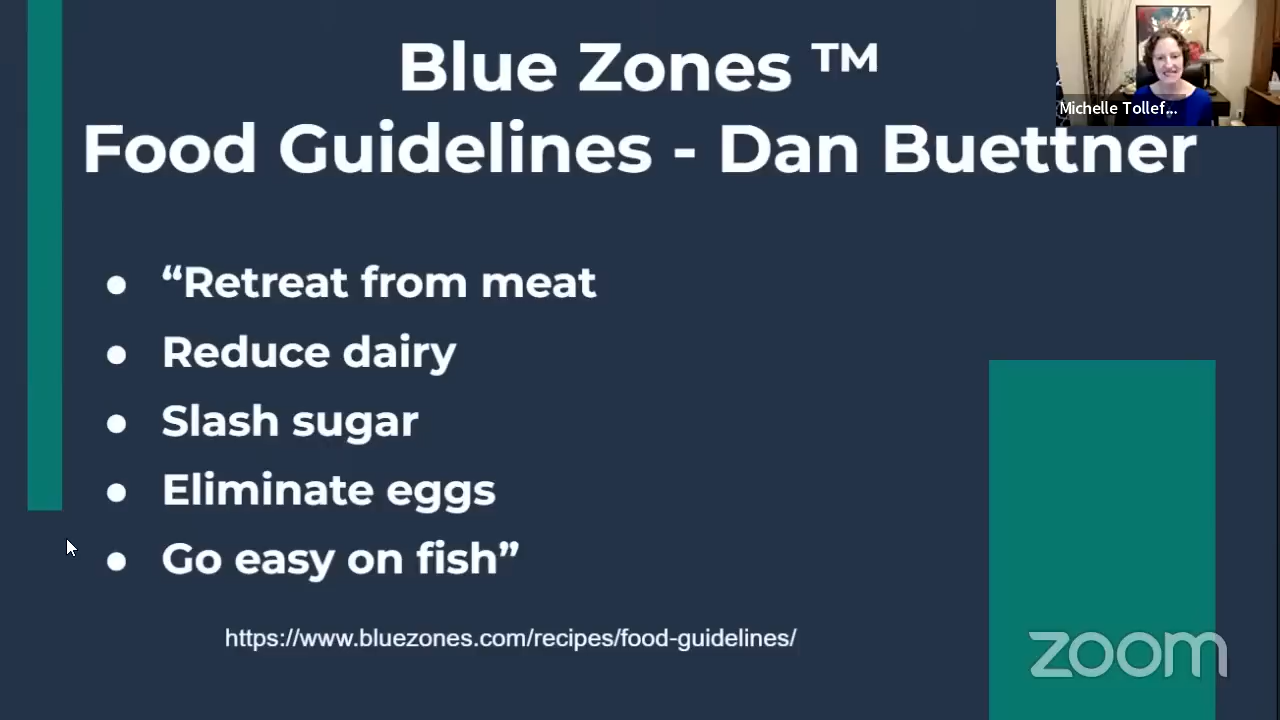 Blue Zones ™
Michelle Tollef...
Food Guidelines - Dan Buettner
● “Retreat from meat
● Reduce dairy
● Slash sugar
● Eliminate eggs
● Go easy on fish”
https://www.bluezones.com/recipes/food-guidelines/
zoom